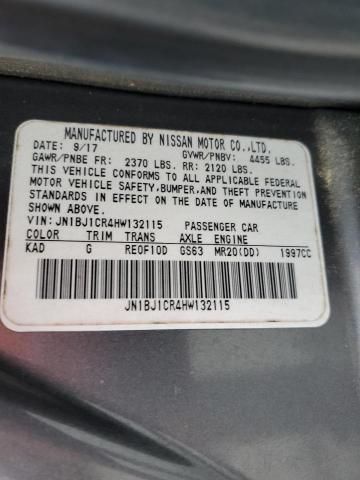 MANUFACTURED BY NISSAN MOTOR CO.,LTD.
DATE: 9/17 GVWR/PNBV: 4455 LBS.
GAWR/PNBE FR: 2370 LBS. RR: 2120 LBS.
THIS VEHICLE CONFORMS TO ALL APPLICABLE FEDERAL
MOTOR VEHICLE SAFETY,BUMPER,AND THEFT PREVENTION
STANDARDS IN EFFECT ON THE DATE OF MANUFACTURE
SHOWN ABOVE.
VIN:JN1BJ1CR4HW132115 PASSENGER CAR
COLOR TRIM TRANS AXLE ENGINE
KAD G RE0F10D GS63 MR20(DD) 1997CC
JN1BJ1CR4HW132115